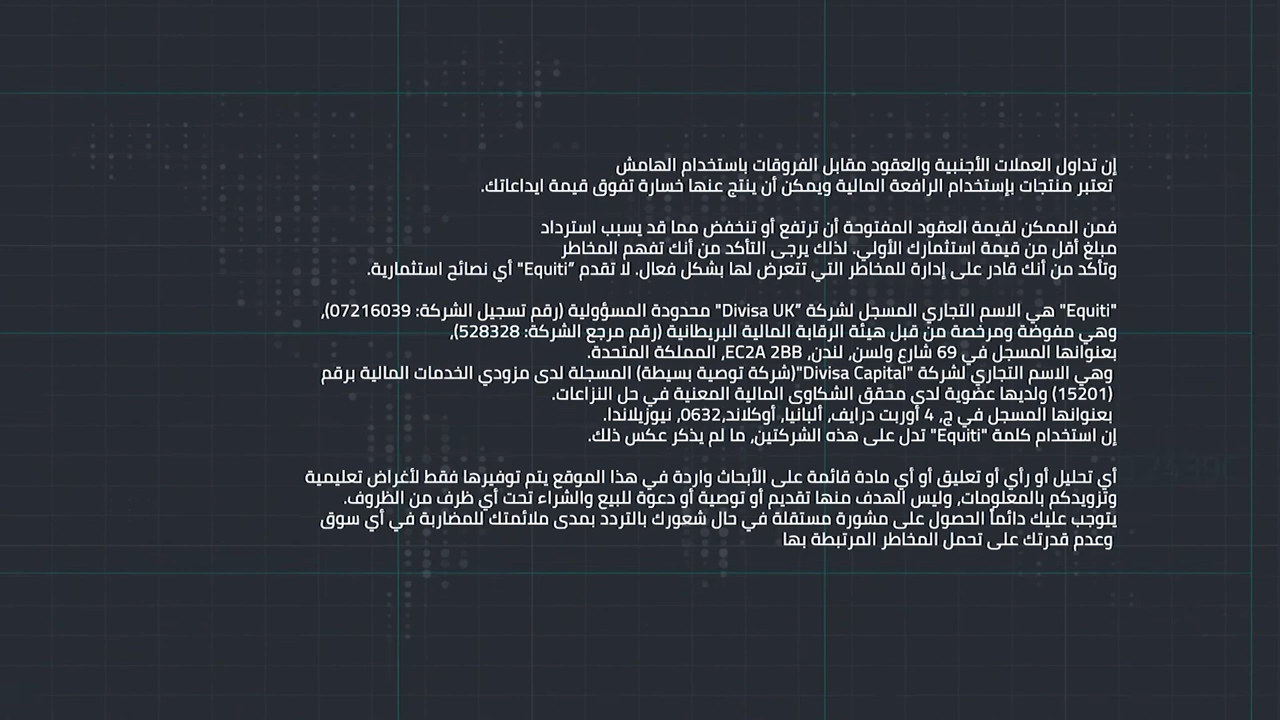 إن تداول العملات الأجنبية والعقود مقابل الفروقات باستخدام الهامش
تعتبر منتجات بإستخدام الرافعة المالية ويمكن أن ينتج عنها خسارة تفوق قيمة ايداعاتك.
فمن الممكن لقيمة العقود المفتوحة أن ترتفع أو تنخفض مما قد يسبب استرداد
مبلغ أقل من قيمة استثمارك الأولي. لذلك يرجى التأكد من أنك تفهم المخاطر
وتأكد من أنك قادر على إدارة للمخاطر التي تتعرض لها بشكل فعال. لا تقدم "Equiti" أي نصائح استثمارية.
"Equiti" هي الاسم التجاري المسجل لشركة "Divisa UK" محدودة المسؤولية (رقم تسجيل الشركة: 07216039),
وهي مفوضة ومرخصة من قبل هيئة الرقابة المالية البريطانية (رقم مرجع الشركة: 528328),
بعنوانها المسجل في 69 شارع ولسن, لندن, EC2A 2BB, المملكة المتحدة.
وهي الاسم التجاري لشركة "Divisa Capital"(شركة توصية بسيطة) المسجلة لدى مزودي الخدمات المالية برقم
(15201) ولديها عضوية لدى محقق الشكاوى المالية المعنية في حل النزاعات.
بعنوانها المسجل في ج, 4 أوربت درايف, ألبانيا, أوكلاند,0632, نيوزيلاندا.
إن استخدام كلمة "Equiti" تدل على هذه الشركتين, ما لم يذكر عكس ذلك.
أي تحليل أو رأي أو تعليق أو أي مادة قائمة على الأبحاث واردة في هذا الموقع يتم توفيرها فقط لأغراض تعليمية
وتزويدكم بالمعلومات, وليس الهدف منها تقديم أو توصية أو دعوة للبيع والشراء تحت أي ظرف من الظروف.
يتوجب عليك دائماً الحصول على مشورة مستقلة في حال شعورك بالتردد بمدى ملائمتك للمضاربة في أي سوق
وعدم قدرتك على تحمل المخاطر المرتبطة بها